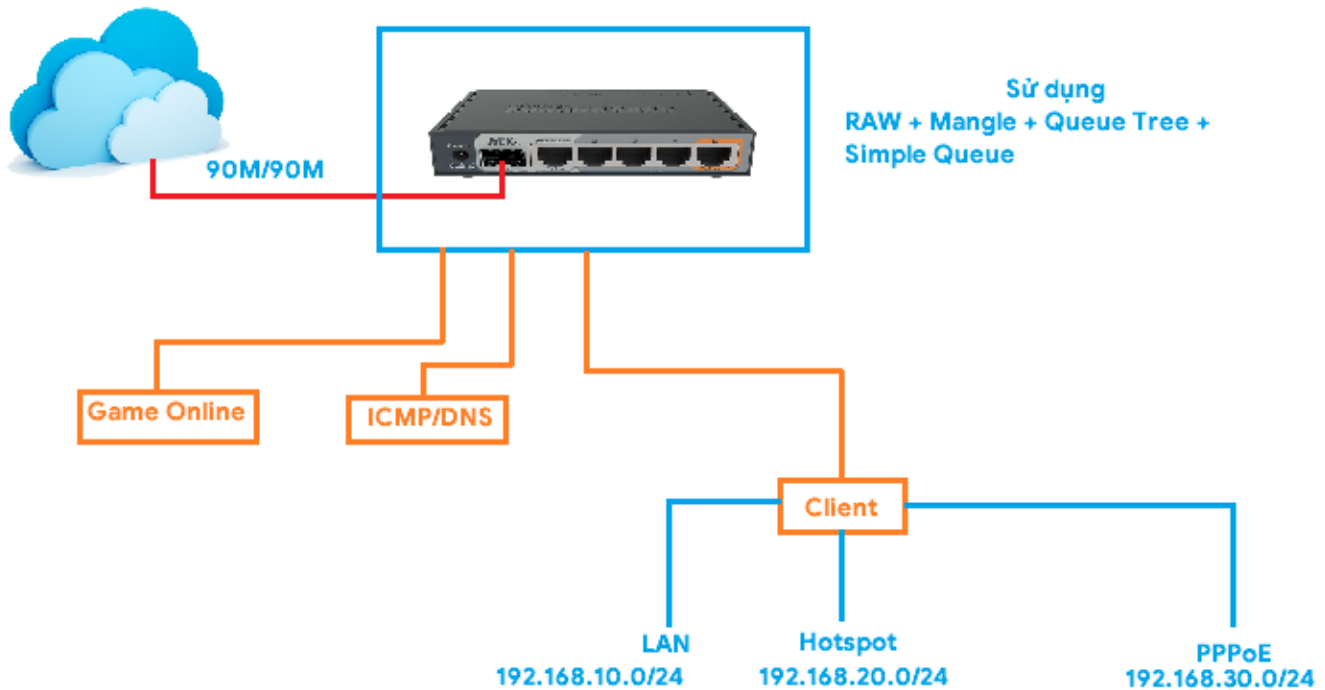 Sử dụng
RAW + Mangle + Queue Tree +
Simple Queue
90M/90M
Game Online
ICMP/DNS
Client
LAN
192.168.10.0/24
Hotspot
192.168.20.0/24
PPPoE
192.168.30.0/24